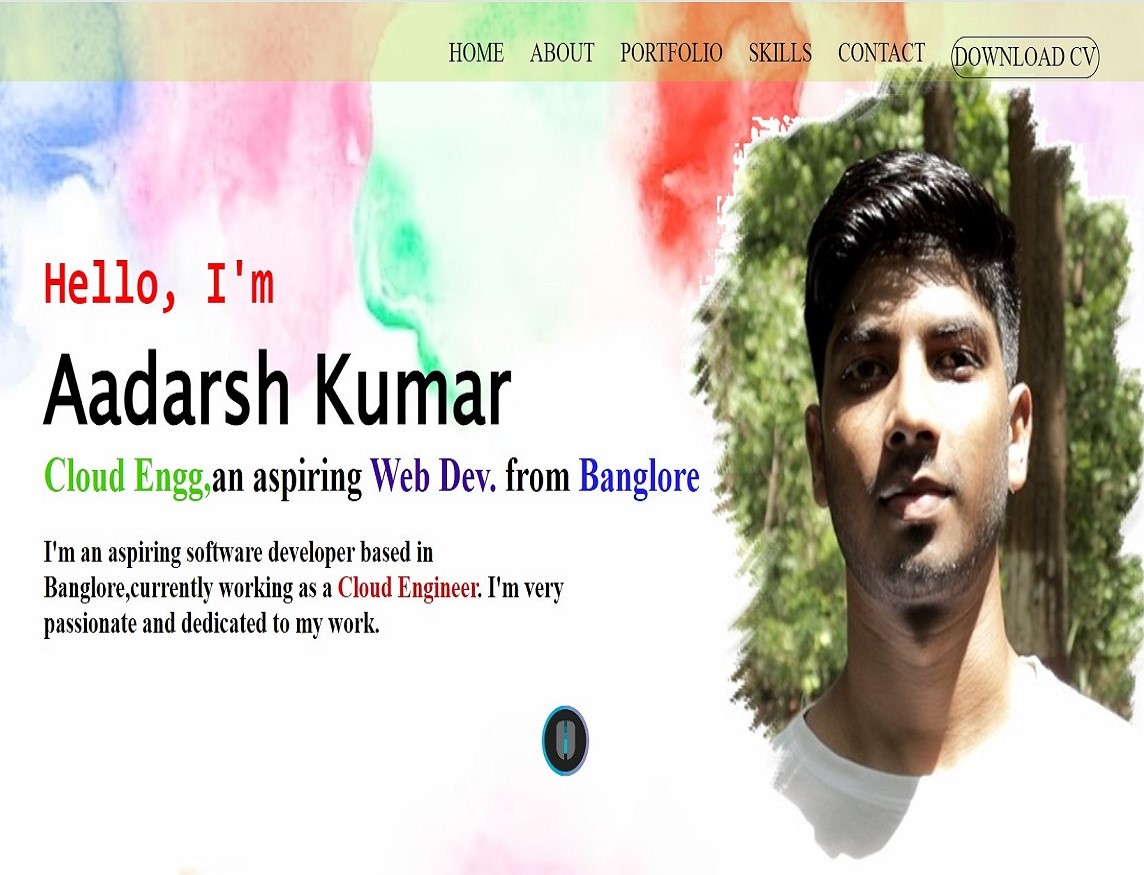 HOME ABOUT PORTFOLIO SKILLS CONTACT DOWNLOAD CV
Hello, I'm
Aadarsh Kumar
Cloud Engg,an aspiring Web Dev. from Banglore
I'm an aspiring software developer based in
Banglore,currently working as a Cloud Engineer. I'm very
passionate and dedicated to my work.